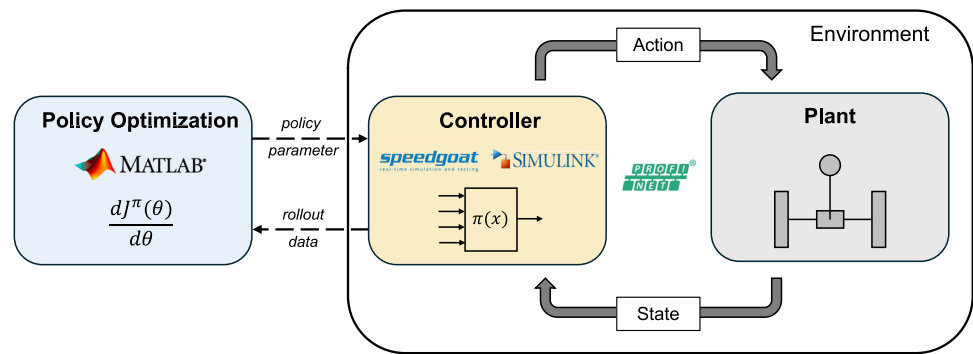 Environment
Action
Policy Optimization
MATLAB®
dJ^π(θ)
dθ
policy
parameter
rollout
data
Controller
speedgoat
real-time simulation and testing
SIMULINK®
π(x)
PROFI®
NET
Plant
State